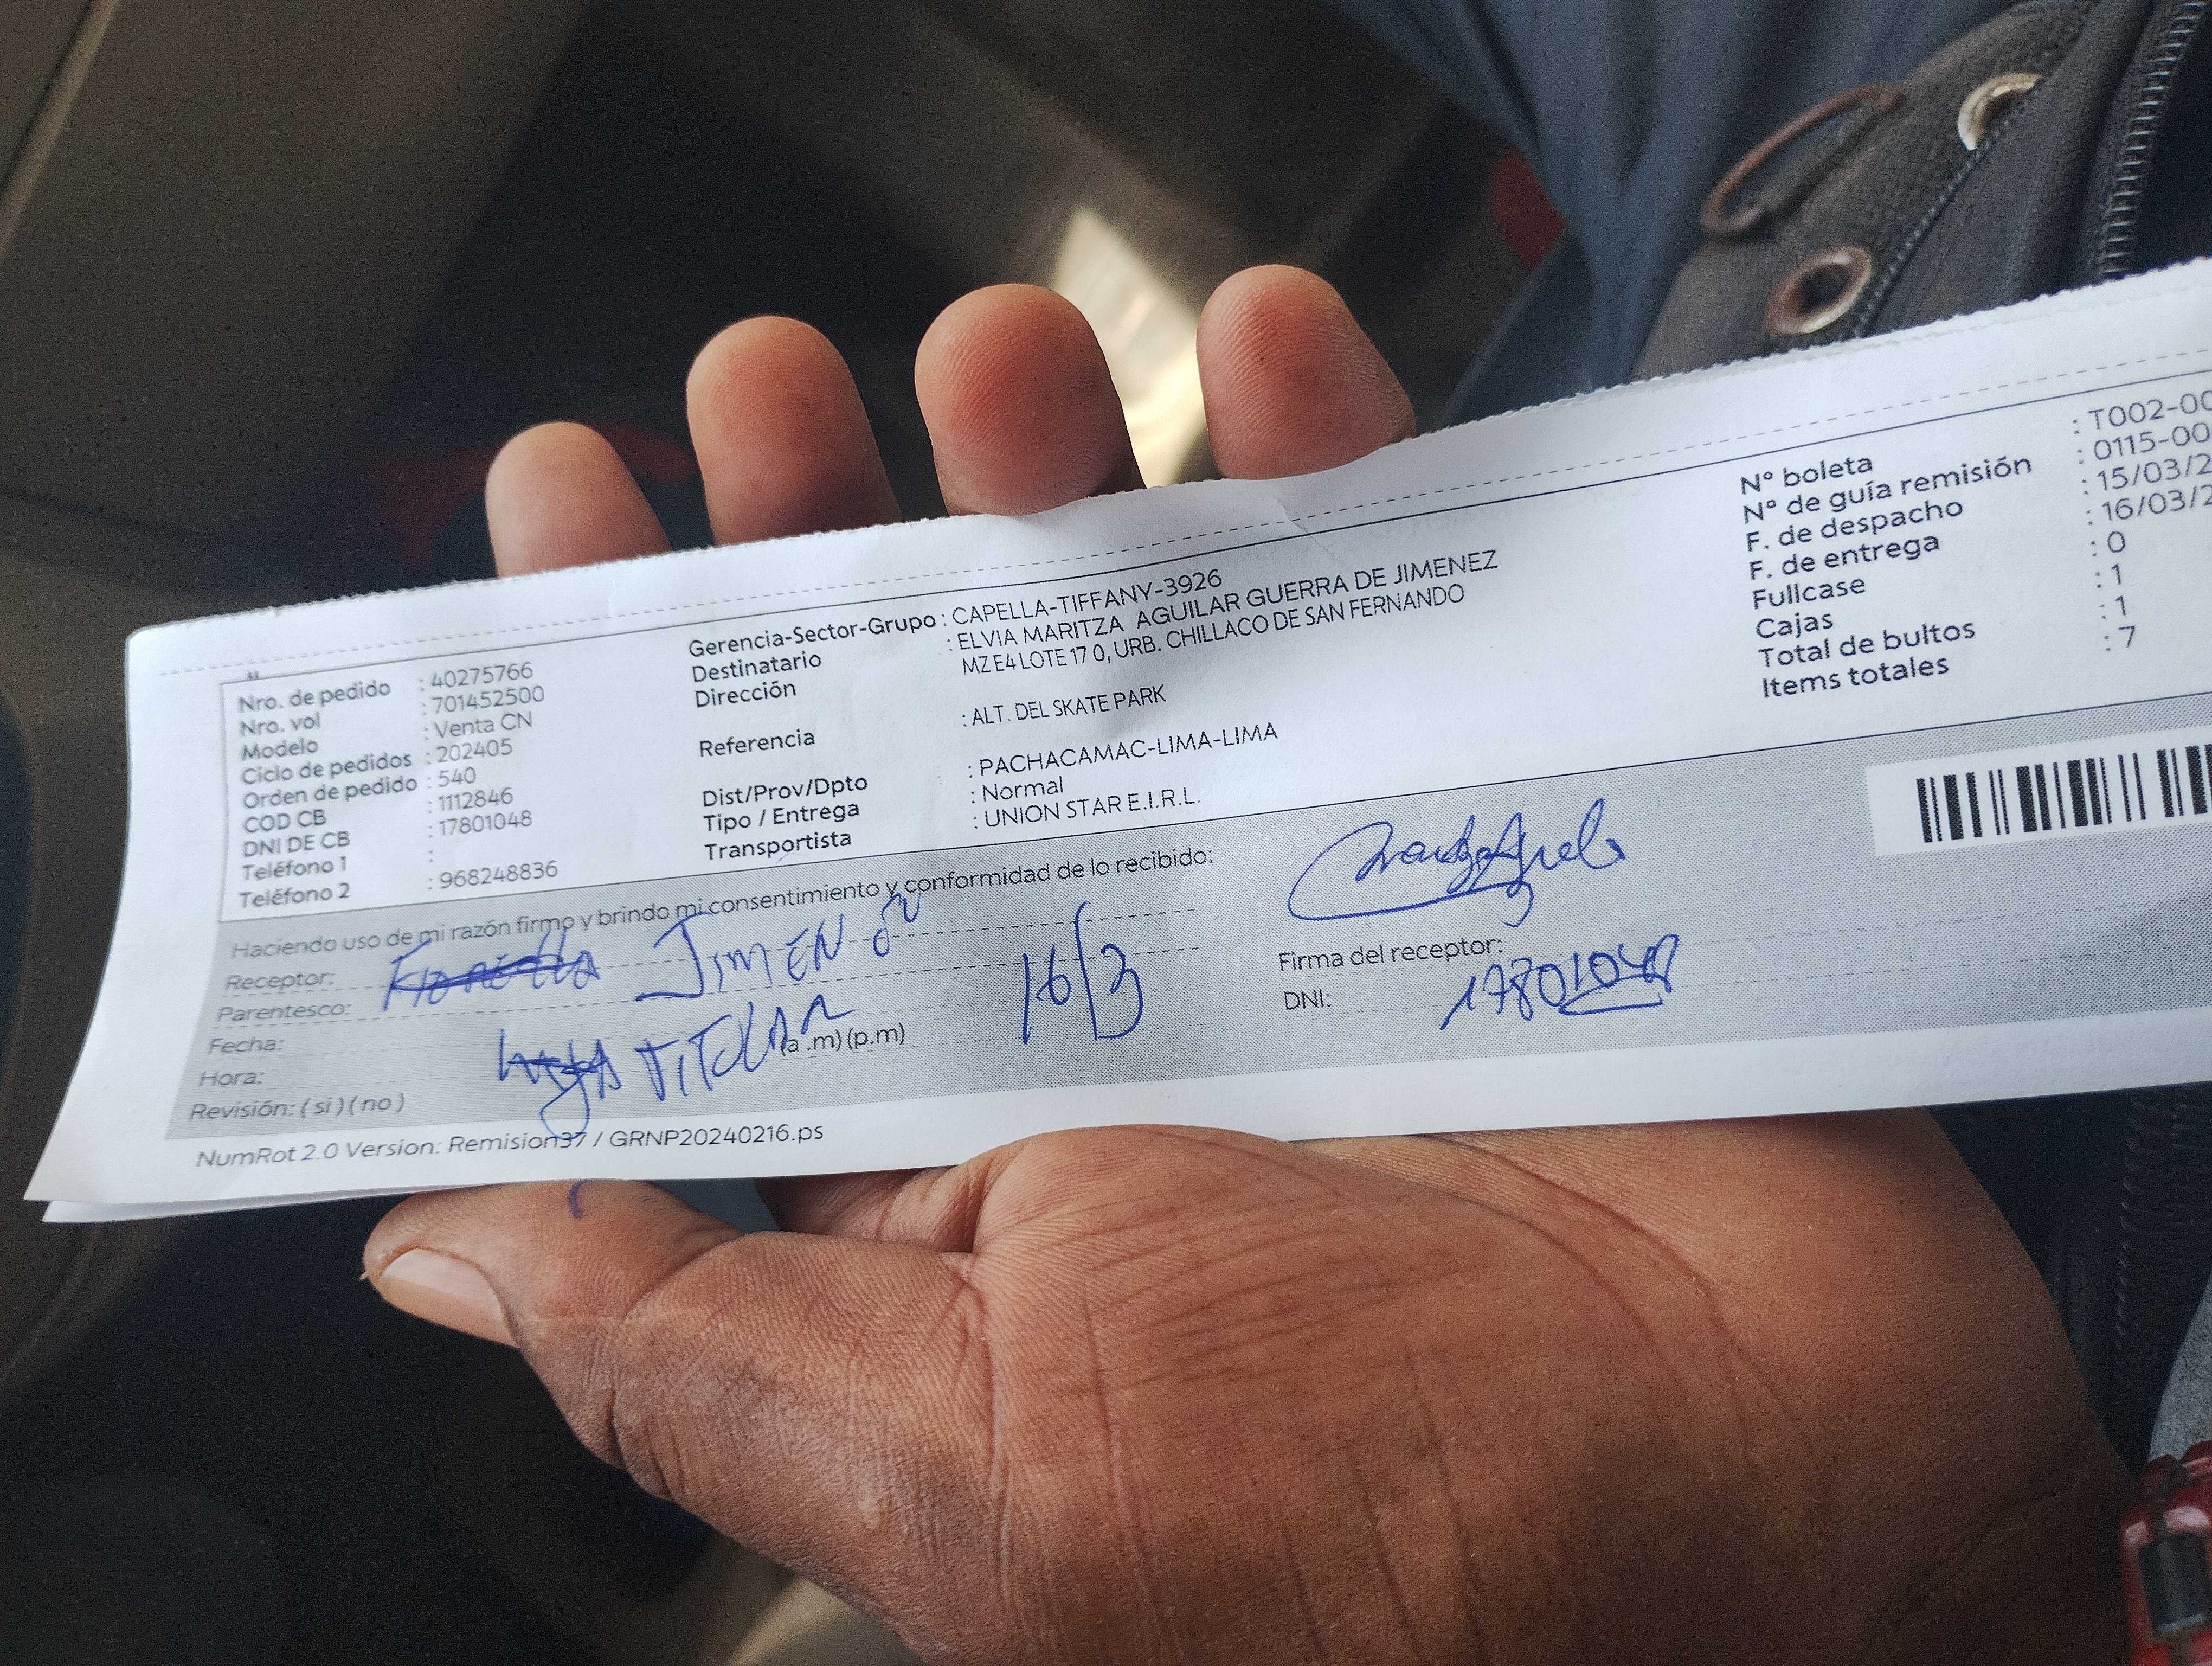 Nro. de pedido : 40275766
Nro. vol : 701452500
Modelo : Venta CN
Ciclo de pedidos : 202405
Orden de pedido : 540
COD CB : 1112846
DNI DE CB : 17801048
Teléfono 1 :
Teléfono 2 : 968248836
Gerencia-Sector-Grupo : CAPELLA-TIFFANY-3926
Destinatario : ELVIA MARITZA AGUILAR GUERRA DE JIMENEZ
Dirección MZ E4 LOTE 17 0, URB. CHILLACO DE SAN FERNANDO
Referencia : ALT. DEL SKATE PARK
Dist/Prov/Dpto : PACHACAMAC-LIMA-LIMA
Tipo / Entrega : Normal
Transportista : UNION STAR E.I.R.L.
N° boleta : T002-00
N° de guía remisión : 0115-00
F. de despacho : 15/03/2
F. de entrega : 16/03/2
Fullcase : 0
Cajas : 1
Total de bultos : 1
Items totales : 7
Haciendo uso de mi razón firmo y brindo mi consentimiento y conformidad de lo recibido:
Receptor: JIMENEZ
Parentesco: TITULAR
Fecha: 16/3
Hora: (a .m) (p.m)
Revisión: ( si ) ( no )
Firma del receptor:
DNI: 17801048
NumRot 2.0 Version: Remision37 / GRNP20240216.ps